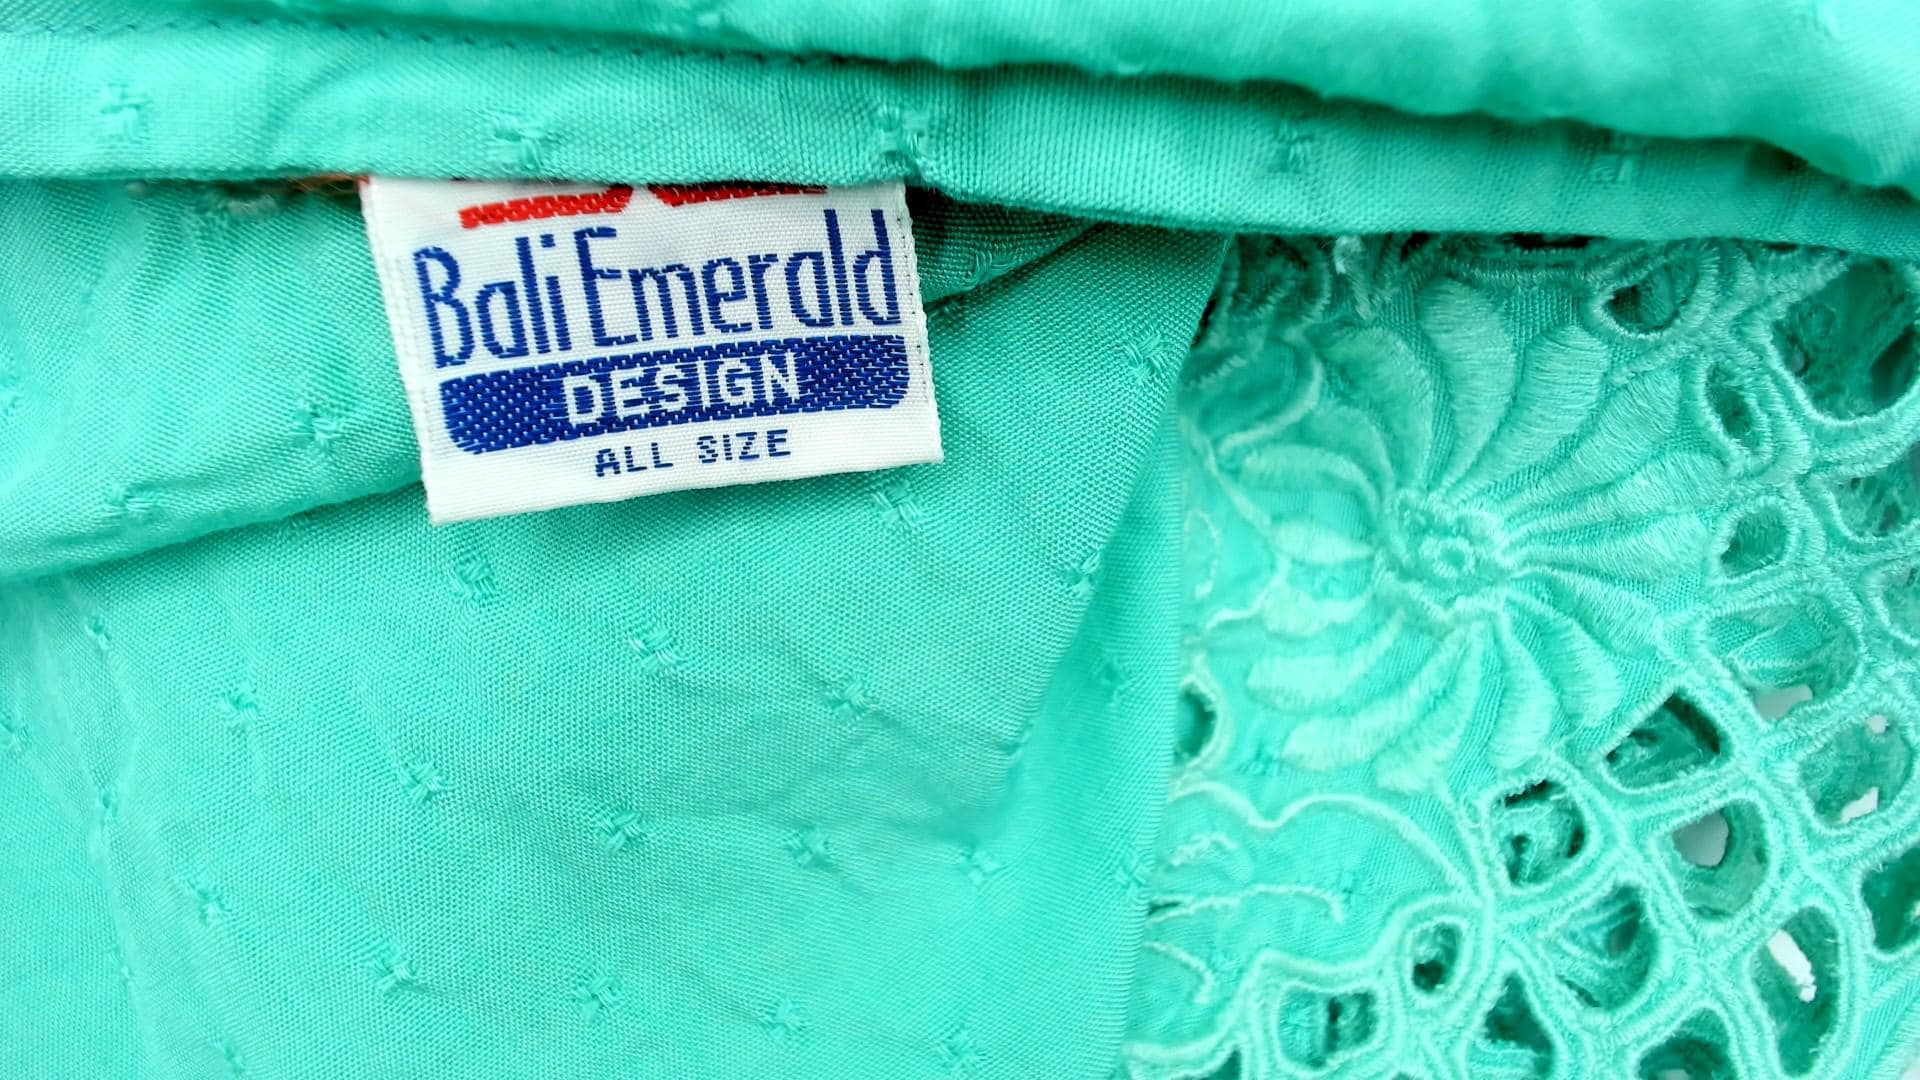 Bali Emerald
DESIGN
ALL SIZE